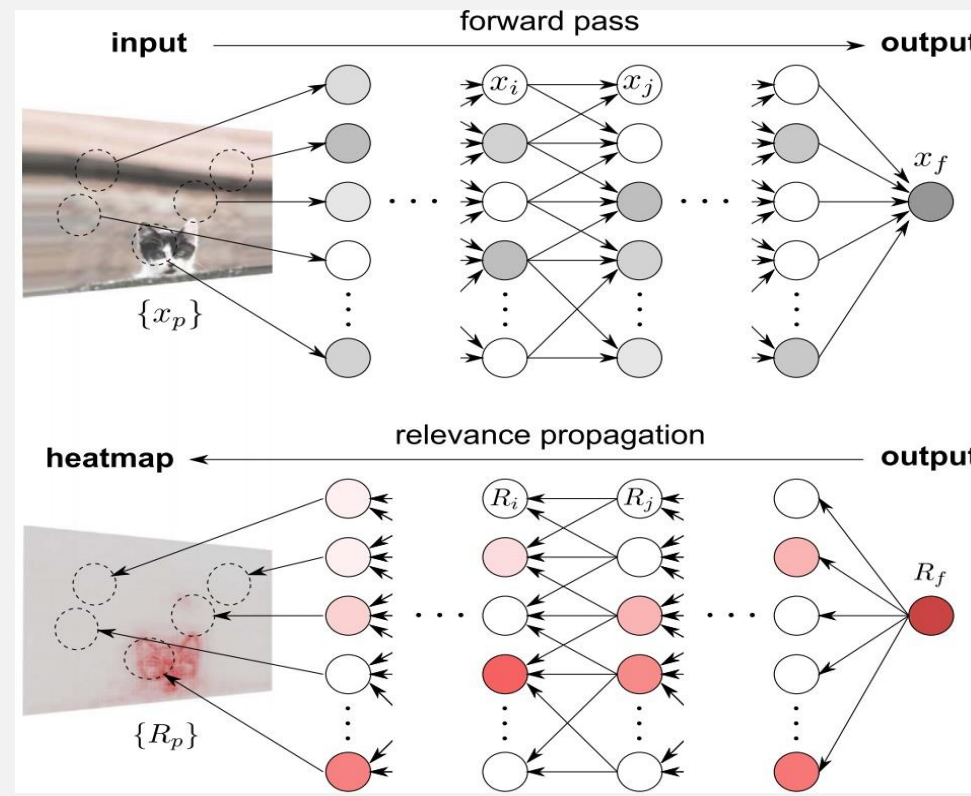 forward pass
input output
x_i x_j
x_f
. . . . . .
{x_p}
relevance propagation
heatmap output
R_i R_j
R_f
. . . . . .
{R_p}